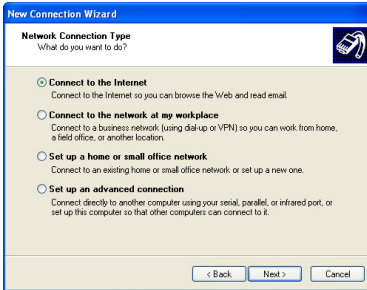 New Connection Wizard
Network Connection Type
What do you want to do?
Connect to the Internet
Connect to the Internet so you can browse the Web and read email.
Connect to the network at my workplace
Connect to a business network (using dial-up or VPN) so you can work from home,
a field office, or another location.
Set up a home or small office network
Connect to an existing home or small office network or set up a new one.
Set up an advanced connection
Connect directly to another computer using your serial, parallel, or infrared port, or
set up this computer so that other computers can connect to it.
< Back Next > Cancel